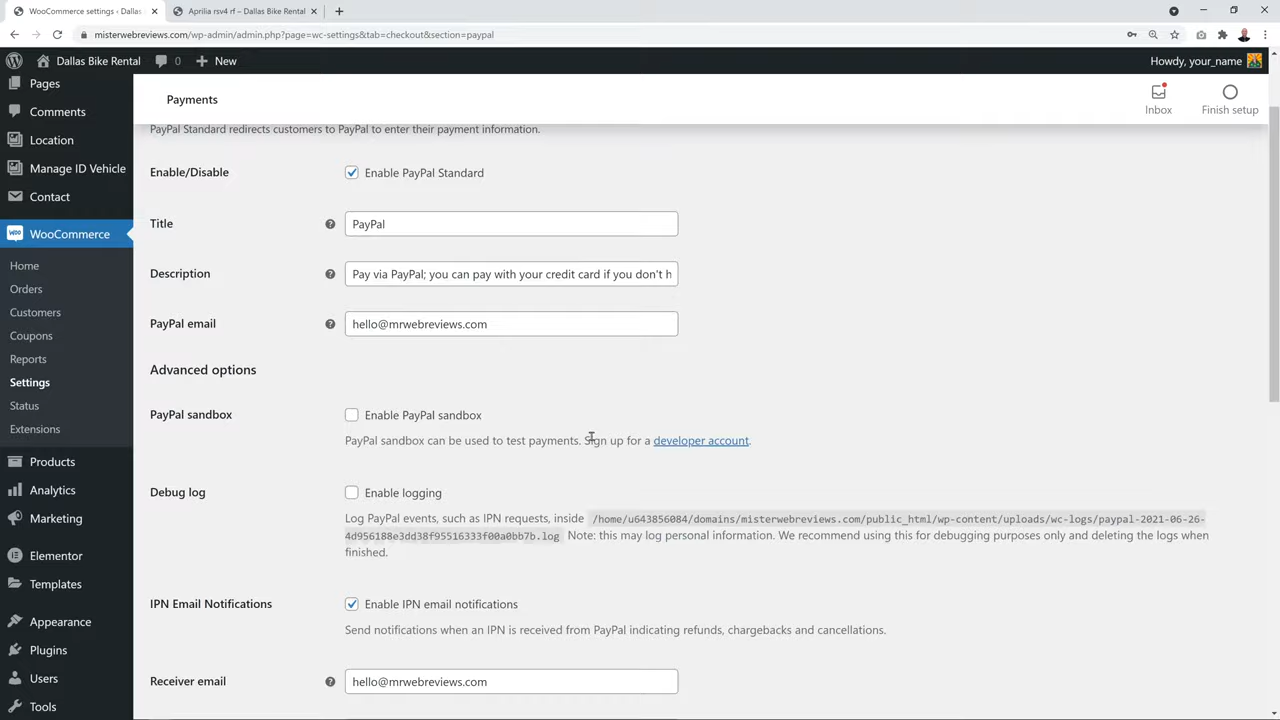 WooCommerce settings ‹ Dallas
Aprilia rsv4 rf – Dallas Bike Rental
misterwebreviews.com/wp-admin/admin.php?page=wc-settings&tab=checkout&section=paypal
Dallas Bike Rental
0
New
Howdy, your_name
Pages
Comments
Location
Manage ID Vehicle
Contact
WooCommerce
Home
Orders
Customers
Coupons
Reports
Settings
Status
Extensions
Products
Analytics
Marketing
Elementor
Templates
Appearance
Plugins
Users
Tools
Payments
Inbox
Finish setup
PayPal Standard redirects customers to PayPal to enter their payment information.
Enable/Disable
Enable PayPal Standard
Title
PayPal
Description
Pay via PayPal; you can pay with your credit card if you don't h
PayPal email
hello@mrwebreviews.com
Advanced options
PayPal sandbox
Enable PayPal sandbox
PayPal sandbox can be used to test payments. Sign up for a developer account.
Debug log
Enable logging
Log PayPal events, such as IPN requests, inside /home/u643856084/domains/misterwebreviews.com/public_html/wp-content/uploads/wc-logs/paypal-2021-06-26-
4d956188e3dd38f95516333f00a0bb7b.log Note: this may log personal information. We recommend using this for debugging purposes only and deleting the logs when
finished.
IPN Email Notifications
Enable IPN email notifications
Send notifications when an IPN is received from PayPal indicating refunds, chargebacks and cancellations.
Receiver email
hello@mrwebreviews.com